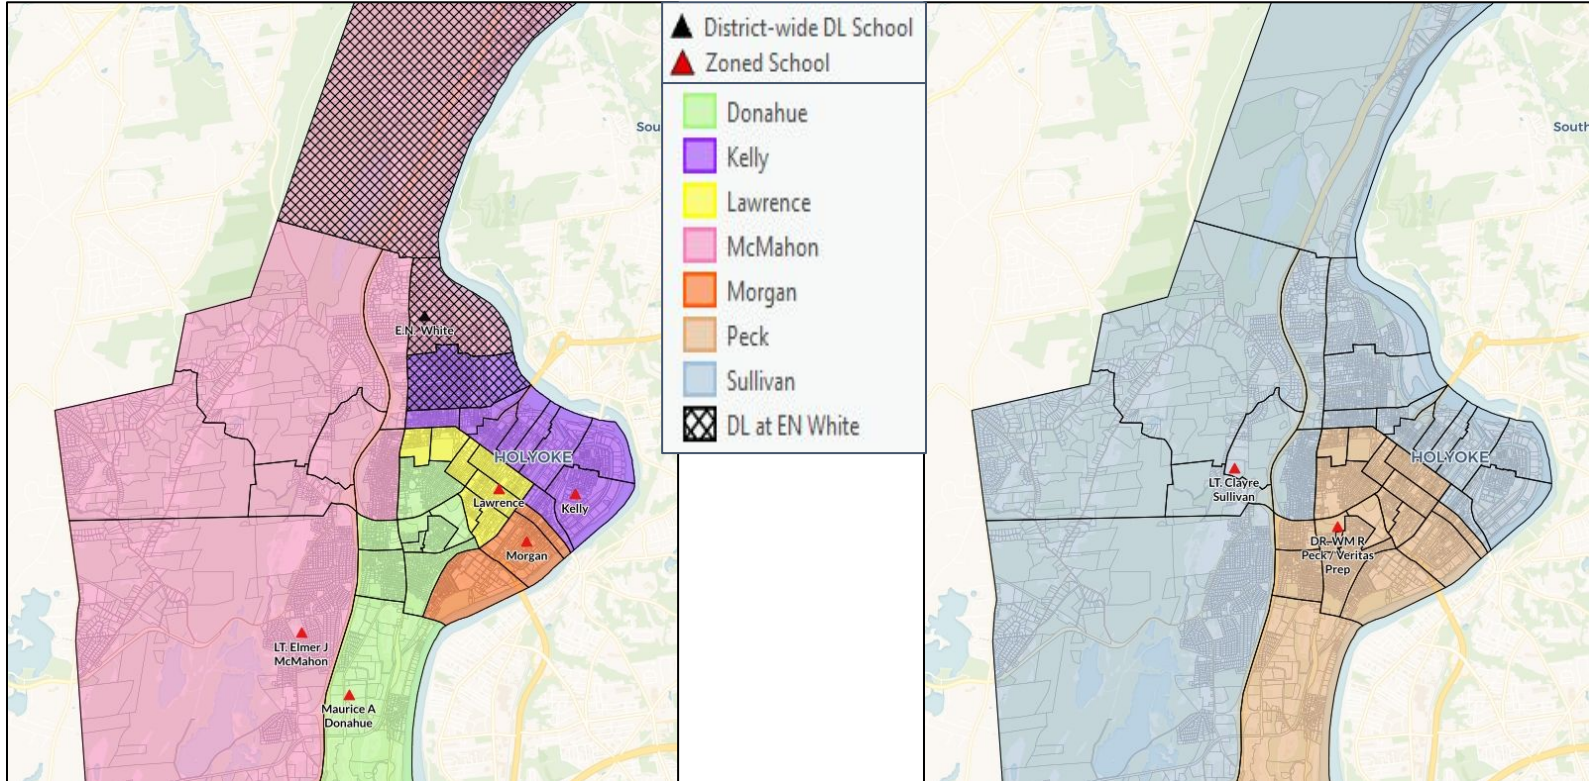 Sou
E.N. White
HOLYOKE
Lawrence
Kelly
Morgan
LT. Elmer J
McMahon
Maurice A
Donahue
District-wide DL School
Zoned School
Donahue
Kelly
Lawrence
McMahon
Morgan
Peck
Sullivan
DL at EN White
South
HOLYOKE
LT. Clayre
Sullivan
DR. WM R
Peck / Veritas
Prep